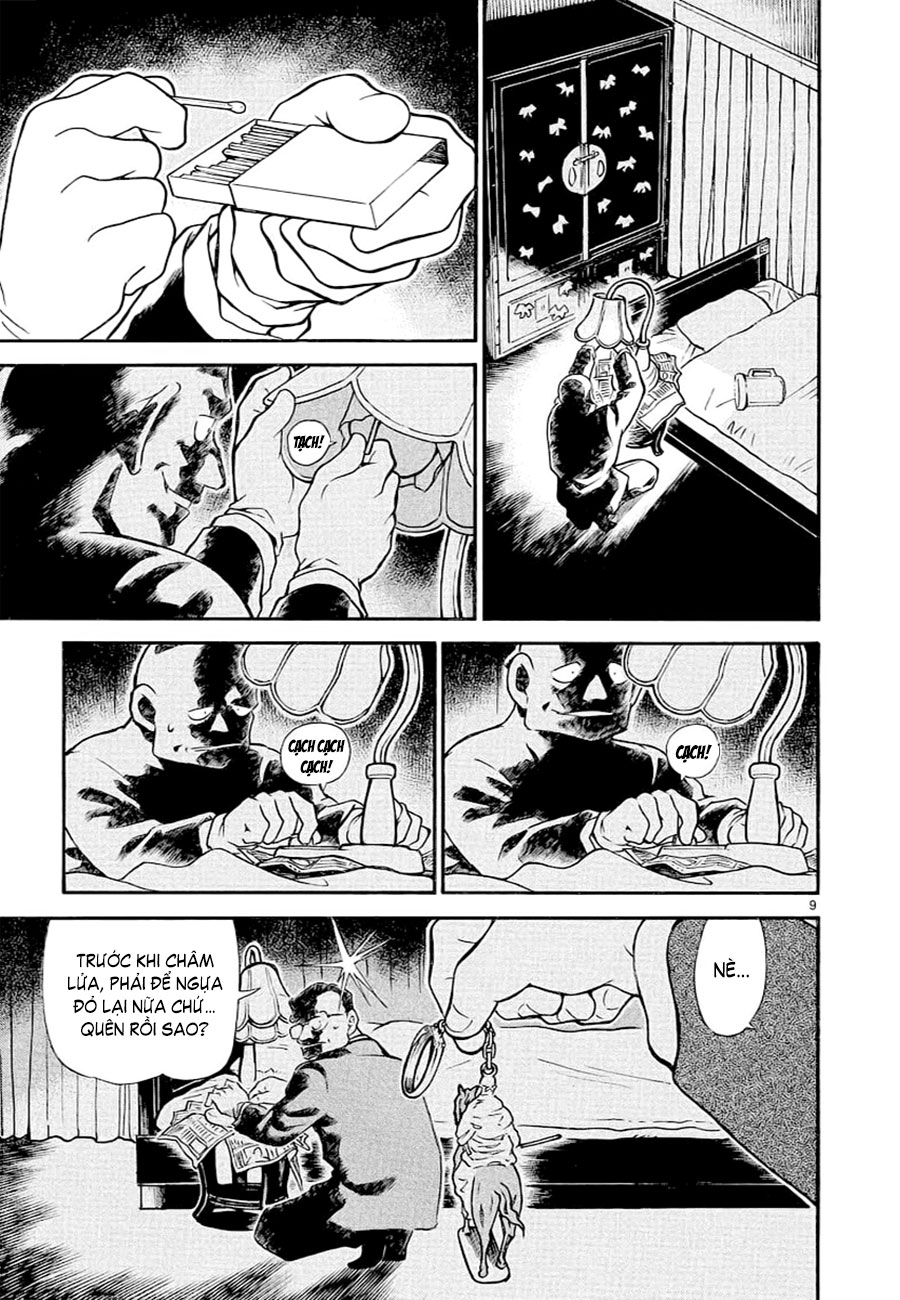 TẠCH!
CẠCH!
CẠCH CẠCH
CẠCH!
9
NÈ...
TRƯỚC KHI CHÂM
LỬA, PHẢI ĐỂ NGỰA
ĐỎ LẠI NỮA CHỨ...
QUÊN RỒI SAO?